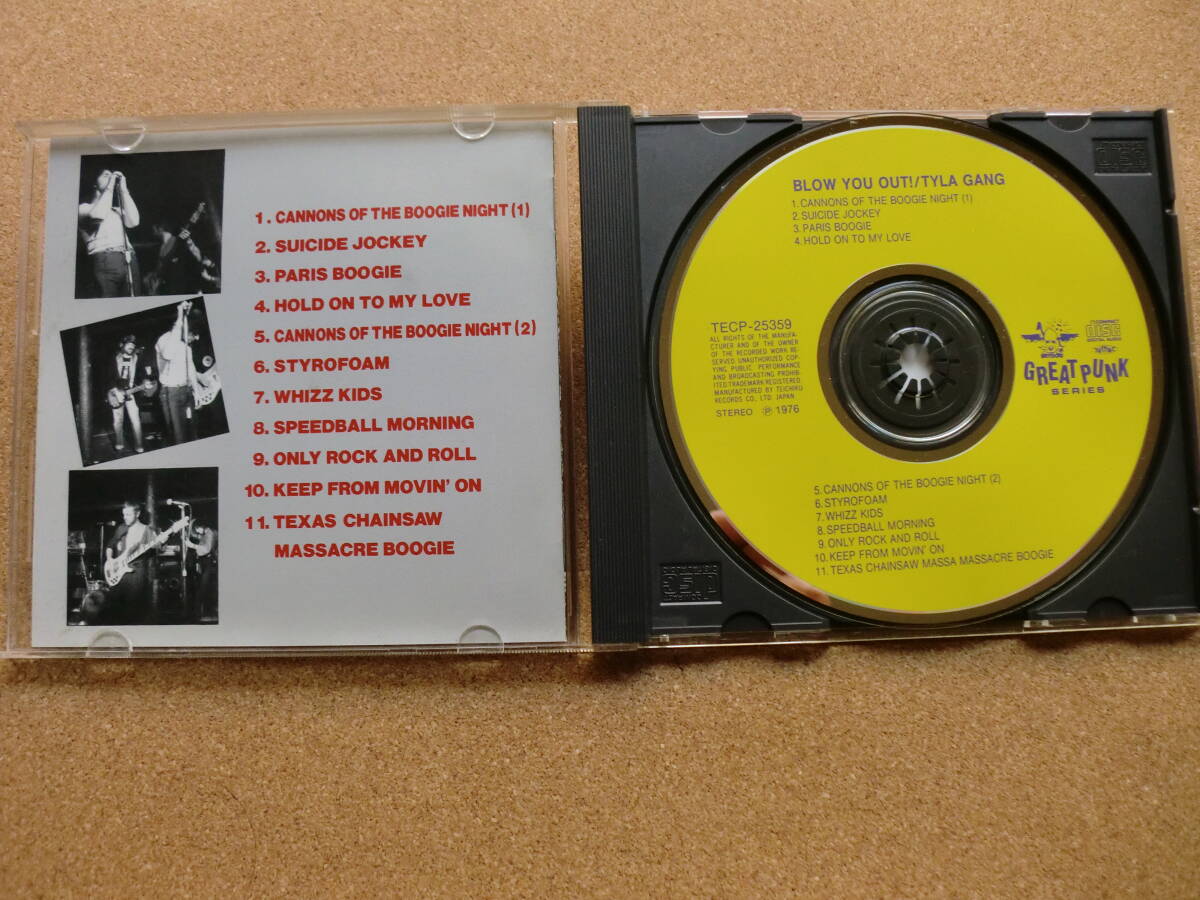 1. CANNONS OF THE BOOGIE NIGHT (1)
2. SUICIDE JOCKEY
3. PARIS BOOGIE
4. HOLD ON TO MY LOVE
5. CANNONS OF THE BOOGIE NIGHT (2)
6. STYROFOAM
7. WHIZZ KIDS
8. SPEEDBALL MORNING
9. ONLY ROCK AND ROLL
10. KEEP FROM MOVIN' ON
11. TEXAS CHAINSAW
MASSACRE BOOGIE
BLOW YOU OUT!/TYLA GANG
1. CANNONS OF THE BOOGIE NIGHT (1)
2. SUICIDE JOCKEY
3. PARIS BOOGIE
4. HOLD ON TO MY LOVE
TECP-25359
ALL RIGHTS OF THE MANUFA-
CTURER AND OF THE OWNER
OF THE RECORDED WORK RE-
SERVED UNAUTHORIZED COP-
YING PUBLIC PERFORMANCE
AND BROADCASTING PROHIB-
ITED.TRADEMARK REGISTERED.
MANUFACTURED BY TEICHIKU
RECORDS CO., LTD. JAPAN
STEREO ℗ 1976
COMPACT
DISC
DIGITAL AUDIO
GREAT PUNK
SERIES
5. CANNONS OF THE BOOGIE NIGHT (2)
6. STYROFOAM
7. WHIZZ KIDS
8. SPEEDBALL MORNING
9. ONLY ROCK AND ROLL
10. KEEP FROM MOVIN' ON
11. TEXAS CHAINSAW MASSA MASSACRE BOOGIE